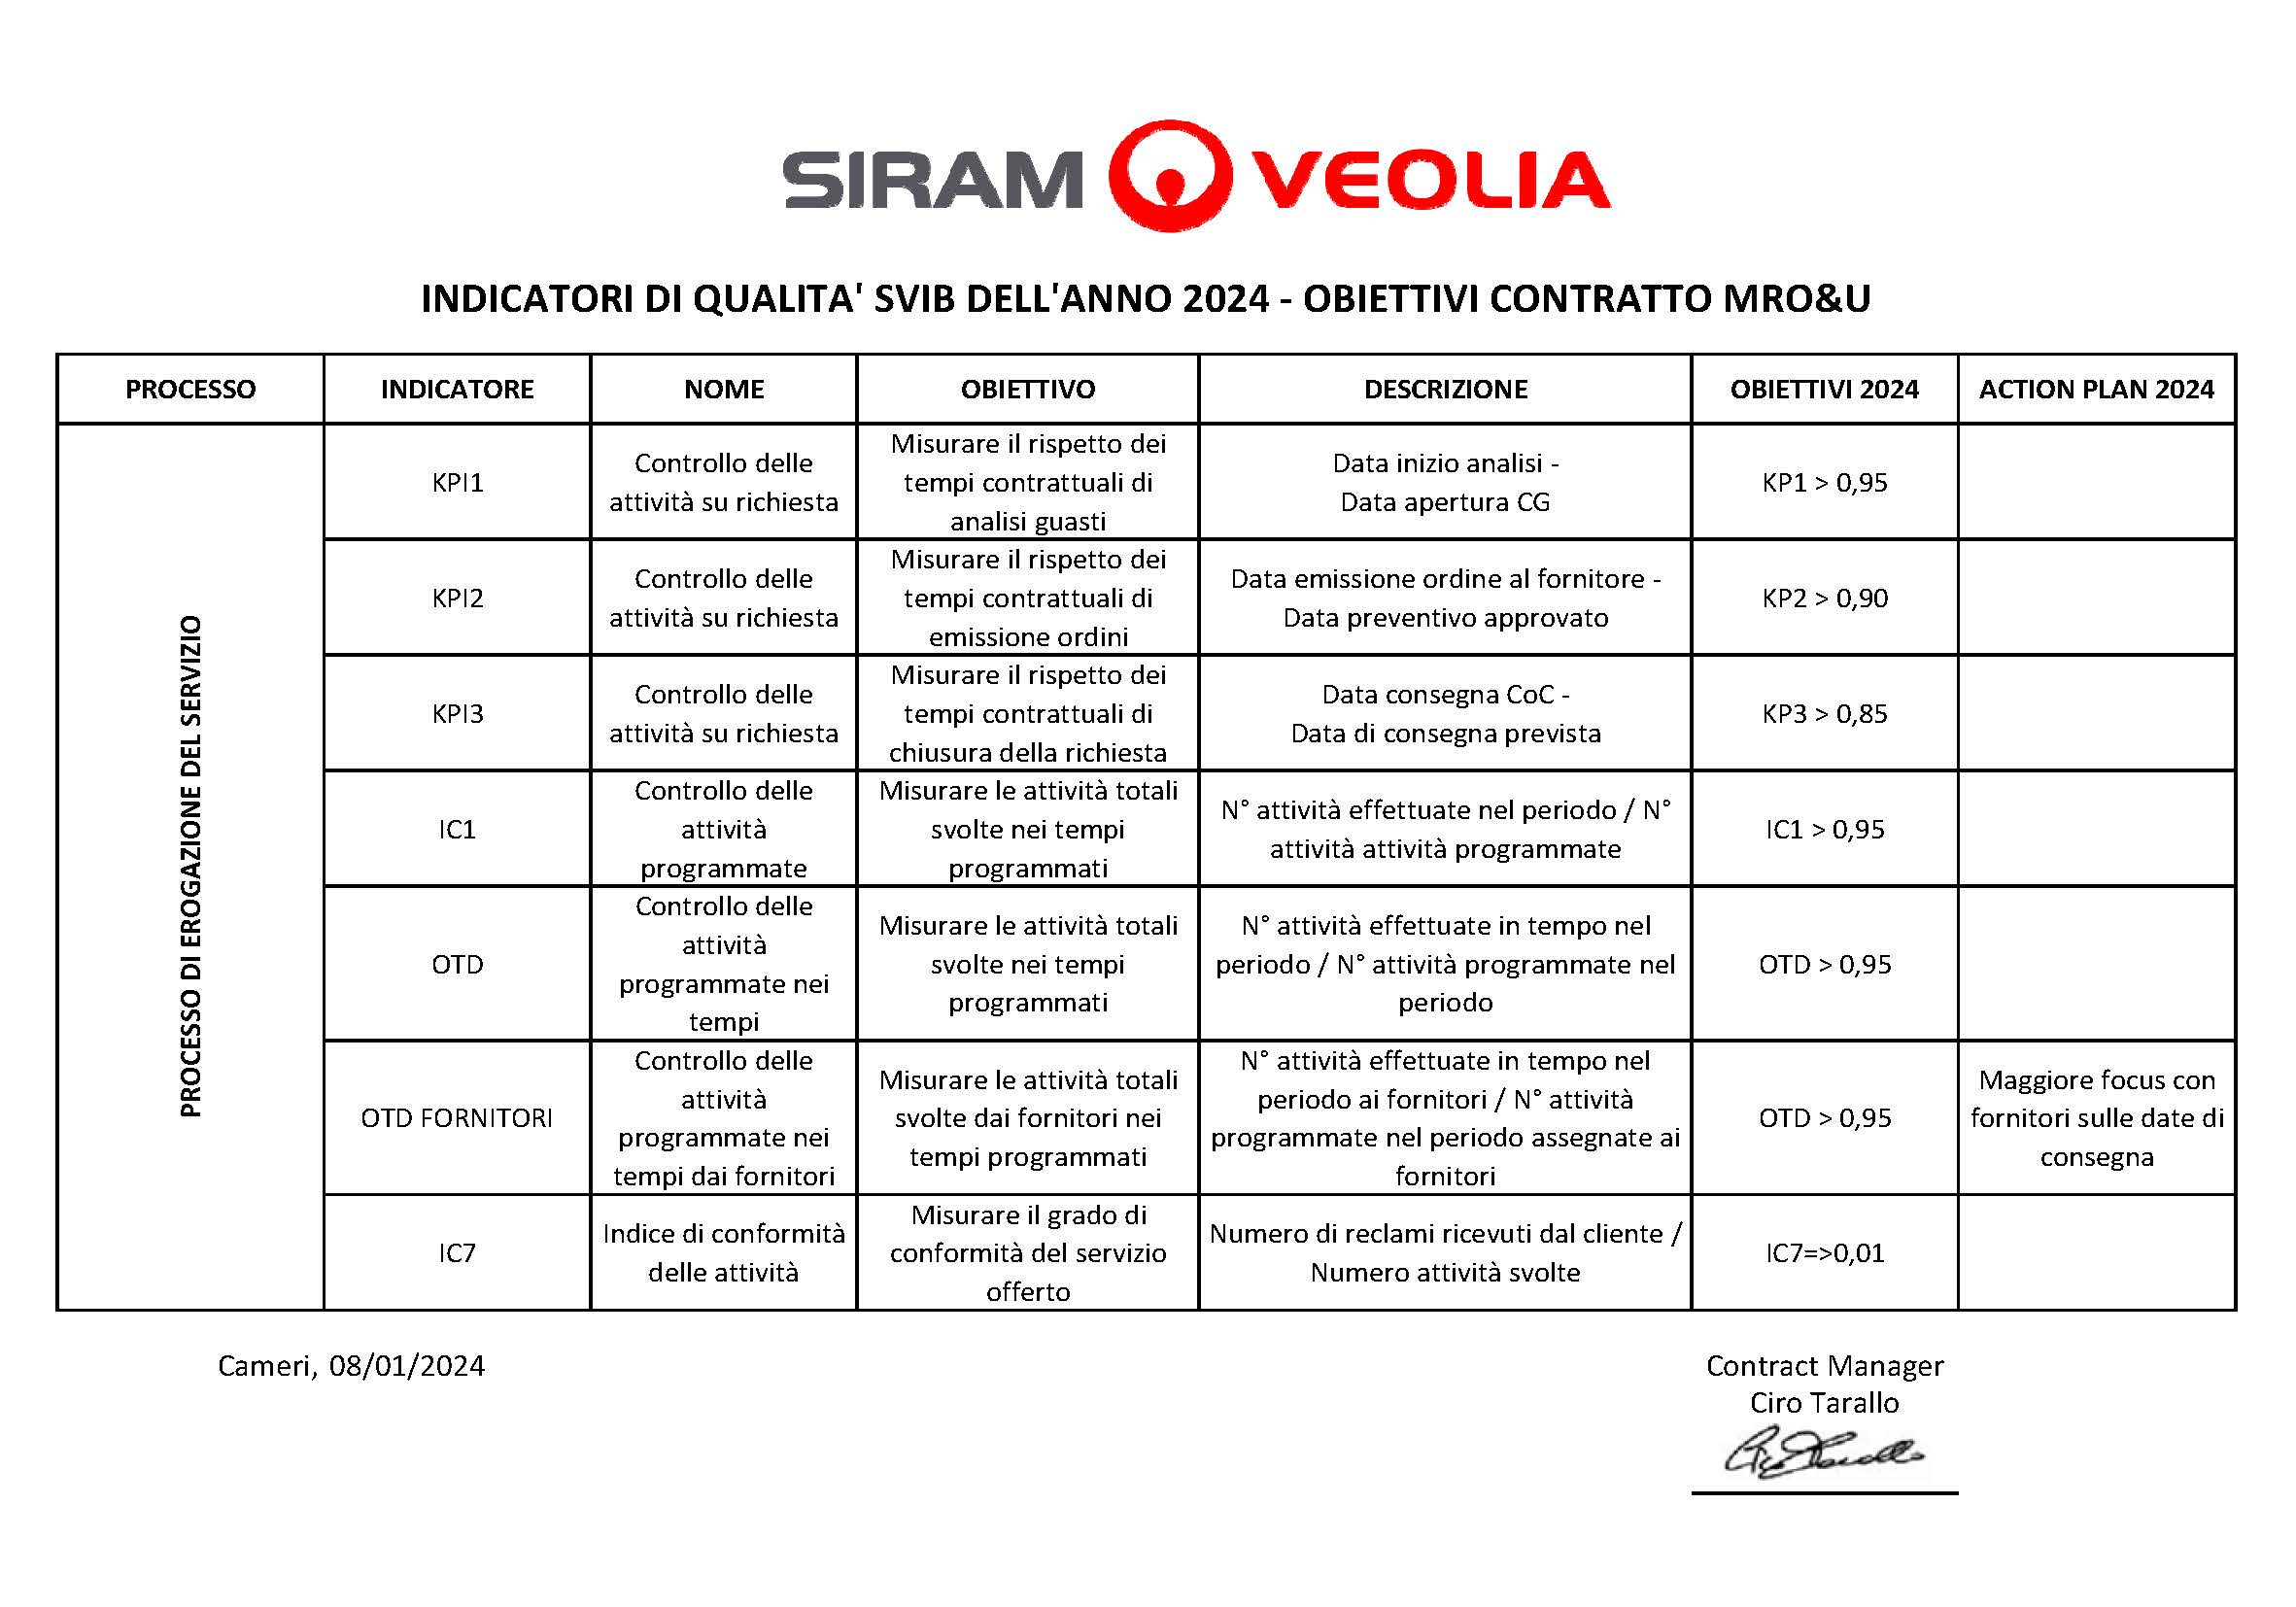 SIRAM VEOLIA
INDICATORI DI QUALITA' SVIB DELL'ANNO 2024 - OBIETTIVI CONTRATTO MRO&U
PROCESSO
INDICATORE
NOME
OBIETTIVO
DESCRIZIONE
OBIETTIVI 2024
ACTION PLAN 2024
PROCESSO DI EROGAZIONE DEL SERVIZIO
KPI1
Controllo delle
attività su richiesta
Misurare il rispetto dei
tempi contrattuali di
analisi guasti
Data inizio analisi -
Data apertura CG
KP1 > 0,95
KPI2
Controllo delle
attività su richiesta
Misurare il rispetto dei
tempi contrattuali di
emissione ordini
Data emissione ordine al fornitore -
Data preventivo approvato
KP2 > 0,90
KPI3
Controllo delle
attività su richiesta
Misurare il rispetto dei
tempi contrattuali di
chiusura della richiesta
Data consegna CoC -
Data di consegna prevista
KP3 > 0,85
IC1
Controllo delle
attività
programmate
Misurare le attività totali
svolte nei tempi
programmati
N° attività effettuate nel periodo / N°
attività attività programmate
IC1 > 0,95
OTD
Controllo delle
attività
programmate nei
tempi
Misurare le attività totali
svolte nei tempi
programmati
N° attività effettuate in tempo nel
periodo / N° attività programmate nel
periodo
OTD > 0,95
OTD FORNITORI
Controllo delle
attività
programmate nei
tempi dai fornitori
Misurare le attività totali
svolte dai fornitori nei
tempi programmati
N° attività effettuate in tempo nel
periodo ai fornitori / N° attività
programmate nel periodo assegnate ai
fornitori
OTD > 0,95
Maggiore focus con
fornitori sulle date di
consegna
IC7
Indice di conformità
delle attività
Misurare il grado di
conformità del servizio
offerto
Numero di reclami ricevuti dal cliente /
Numero attività svolte
IC7=>0,01
Cameri, 08/01/2024
Contract Manager
Ciro Tarallo